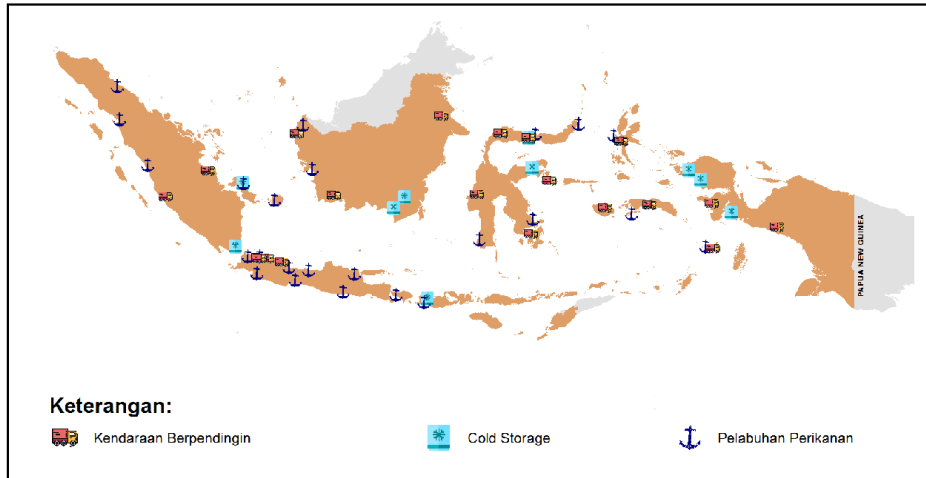 PAPUA NEW GUINEA
Keterangan:
Kendaraan Berpendingin
Cold Storage
Pelabuhan Perikanan